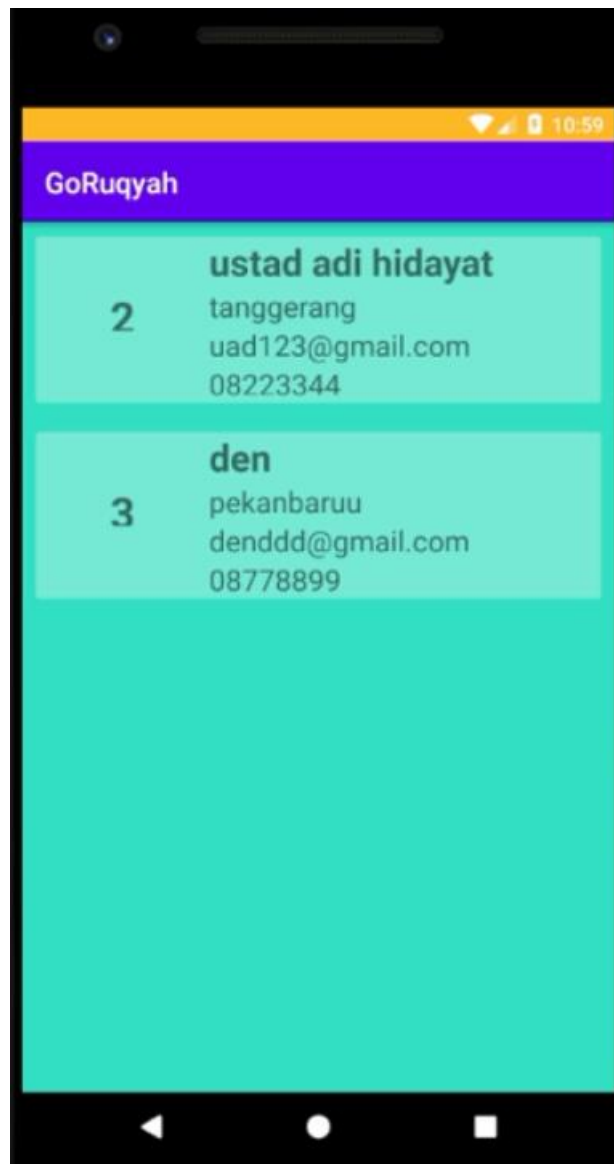 10:59
GoRuqyah
2
ustad adi hidayat
tanggerang
uad123@gmail.com
08223344
3
den
pekanbaruu
denddd@gmail.com
08778899